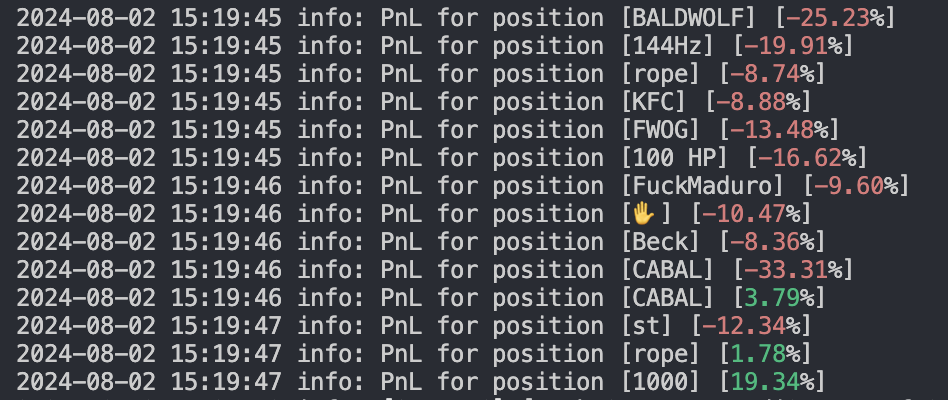 2024-08-02 15:19:45 info: PnL for position [BALDWOLF] [-25.23%]
2024-08-02 15:19:45 info: PnL for position [144Hz] [-19.91%]
2024-08-02 15:19:45 info: PnL for position [rope] [-8.74%]
2024-08-02 15:19:45 info: PnL for position [KFC] [-8.88%]
2024-08-02 15:19:45 info: PnL for position [FWOG] [-13.48%]
2024-08-02 15:19:45 info: PnL for position [100 HP] [-16.62%]
2024-08-02 15:19:46 info: PnL for position [FuckMaduro] [-9.60%]
2024-08-02 15:19:46 info: PnL for position [✋] [-10.47%]
2024-08-02 15:19:46 info: PnL for position [Beck] [-8.36%]
2024-08-02 15:19:46 info: PnL for position [CABAL] [-33.31%]
2024-08-02 15:19:46 info: PnL for position [CABAL] [3.79%]
2024-08-02 15:19:47 info: PnL for position [st] [-12.34%]
2024-08-02 15:19:47 info: PnL for position [rope] [1.78%]
2024-08-02 15:19:47 info: PnL for position [1000] [19.34%]